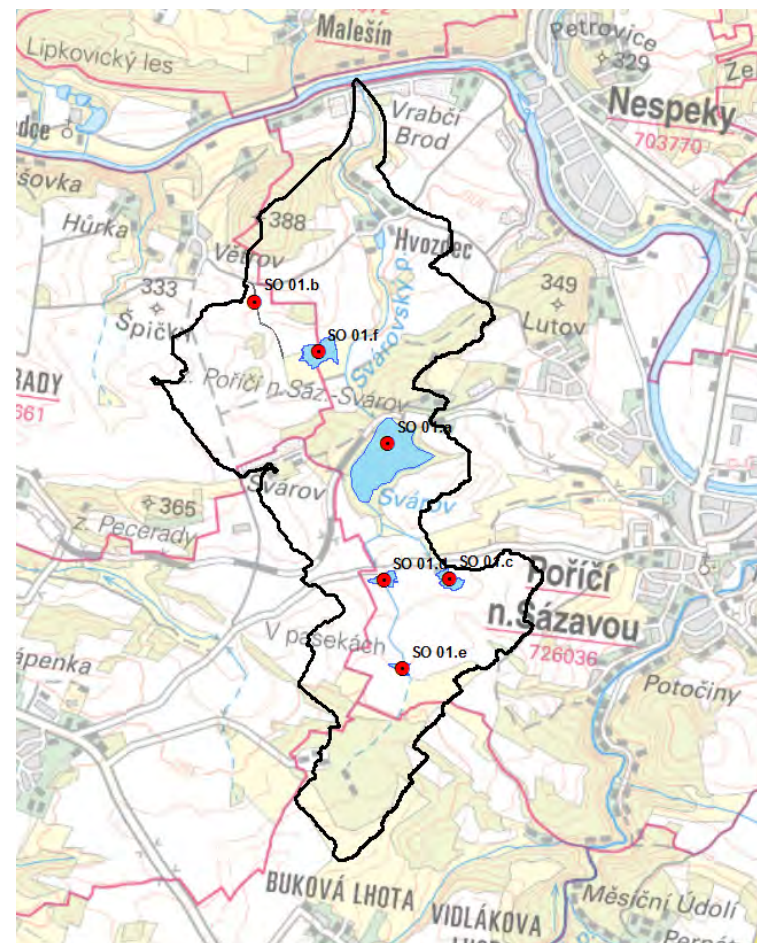 Malešín
Petrovice
329
Lipkovický les
Nespeky
703770
Vrabčí
Brod
Hůrka
388
Hvozdec
Větrov
SO 01.b
333
Špičky
349
Lutov
SO 01.f
Svárovský p.
z. Poříčí n.Sáz.-Svárov
661
SO 01.a
Svárov
Svárov
365
z. Pecerady
SO 01.d
SO 01.c
Poříčí
n.Sázavou
726036
V pasekách
SO 01.e
Potočiny
BUKOVÁ LHOTA
VIDLÁKOVA
Měsíční Údolí